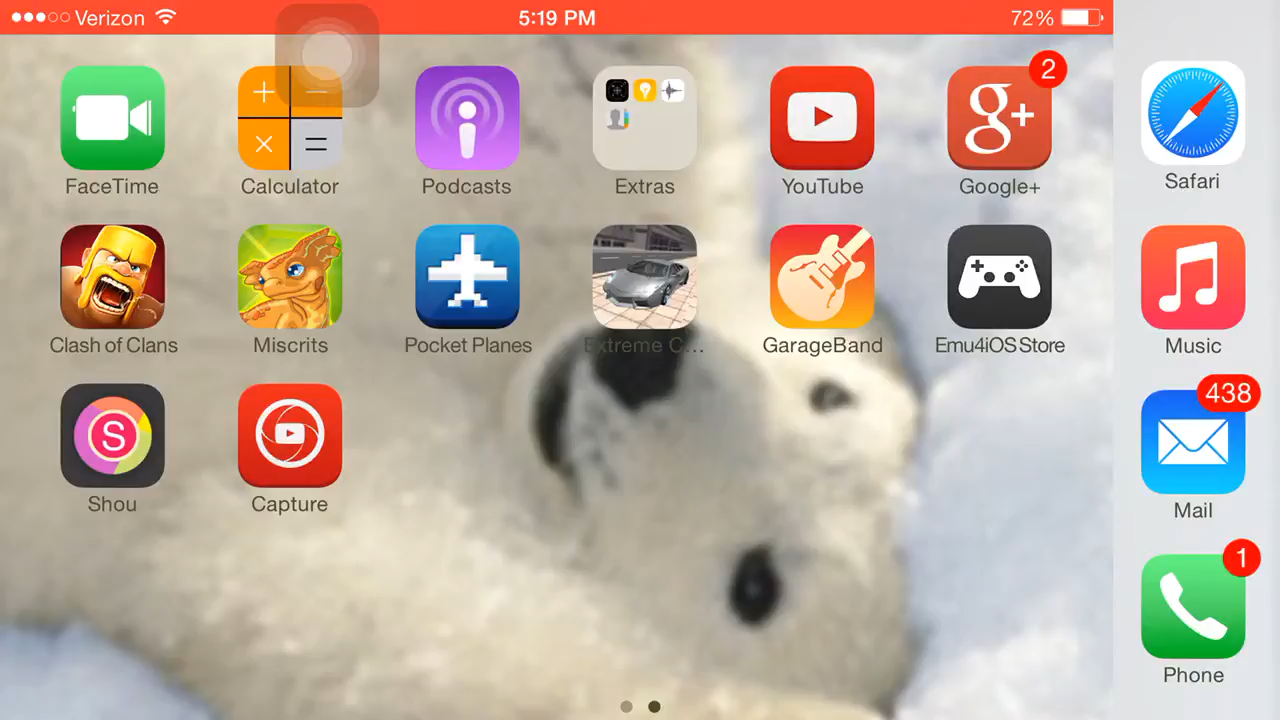 Verizon 5:19 PM 72%
FaceTime Calculator Podcasts Extras YouTube g+ 2 Google+ Safari
Clash of Clans Miscrits Pocket Planes Extreme C... GarageBand Emu4iOS Store Music
S Shou Capture 438 Mail
1 Phone